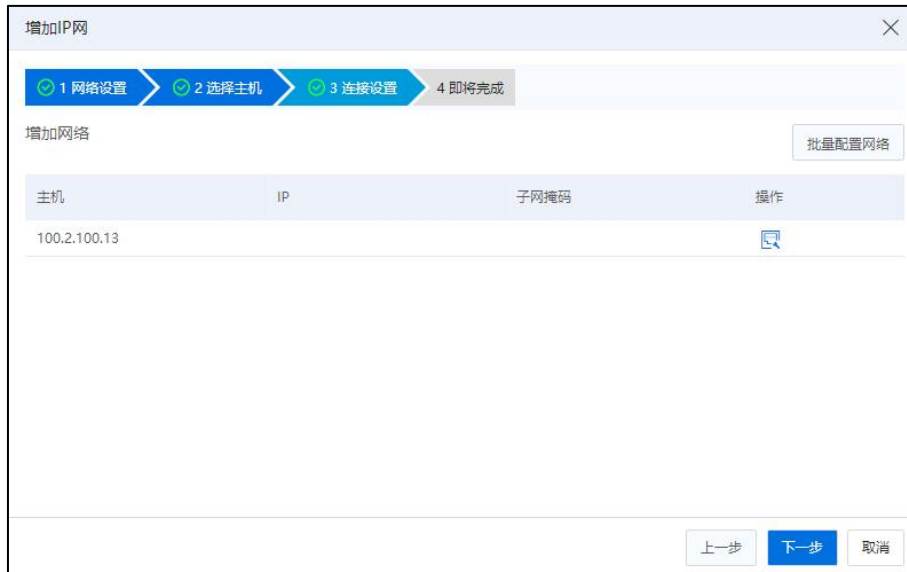 增加IP网
1 网络设置 2 选择主机 3 连接设置 4 即将完成
增加网络
批量配置网络
主机 IP 子网掩码 操作
100.2.100.13
上一步 下一步 取消